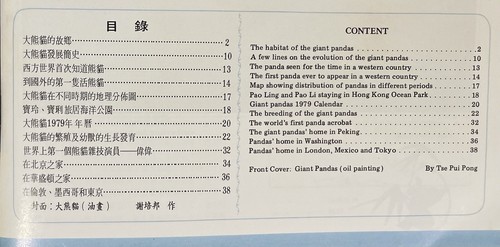 目錄
大熊貓的故鄉 2
大熊貓發展簡史 10
西方世界首次知道熊貓 13
到國外的第一隻活熊貓 14
大熊貓在不同時期的地理分佈圖 17
寶玲、寶利旅居海洋公園 18
大熊貓1979年年曆 20
大熊貓的繁殖及幼獸的生長發育 22
世界上第一個熊貓雜技演員——偉偉 32
在北京之家 34
在華盛頓之家 36
在倫敦、墨西哥和東京 38
封面:大熊貓(油畫) 謝培邦 作
CONTENT
The habitat of the giant pandas 2
A few lines on the evolution of the giant pandas 10
The panda seen for the time in a western country 13
The first panda ever to appear in a western country 14
Map showing distribution of pandas in different periods 17
Pao Ling and Pao Li staying in Hong Kong Ocean Park 18
Giant pandas 1979 Calendar 20
The breeding of the giant pandas 22
The world's first panda acrobat 32
The giant pandas' home in Peking 34
Pandas' home in Washington 36
Pandas' home in London, Mexico and Tokyo 38
Front Cover: Giant Pandas (oil painting) By Tse Pui Pong